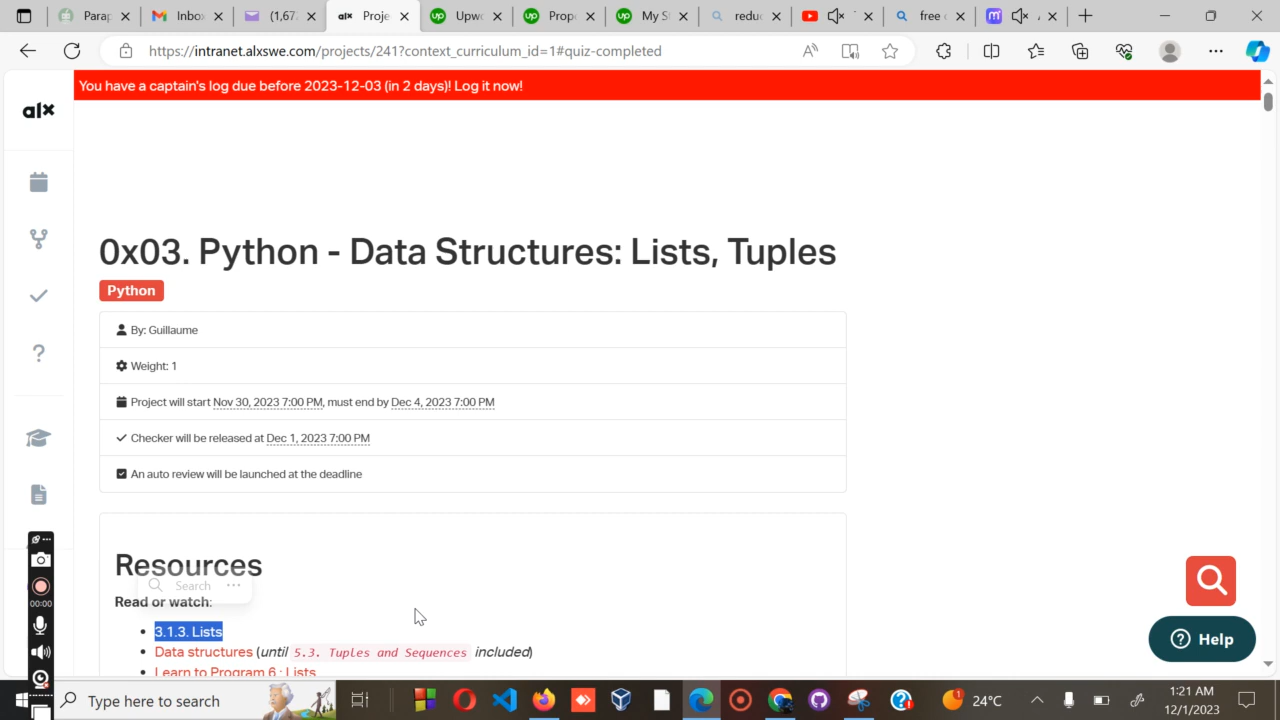 Parap
Inbo
(1,67
alx Proje
Upwo
Prope
My St
redu
free c
https://intranet.alxswe.com/projects/241?context_curriculum_id=1#quiz-completed
You have a captain's log due before 2023-12-03 (in 2 days)! Log it now!
alx
0x03. Python - Data Structures: Lists, Tuples
Python
By: Guillaume
Weight: 1
Project will start Nov 30, 2023 7:00 PM, must end by Dec 4, 2023 7:00 PM
Checker will be released at Dec 1, 2023 7:00 PM
An auto review will be launched at the deadline
Resources
Search
Read or watch:
3.1.3. Lists
Data structures (until 5.3. Tuples and Sequences included)
Learn to Program 6 : Lists
Help
00:00
Type here to search
1
24°C
1:21 AM
12/1/2023